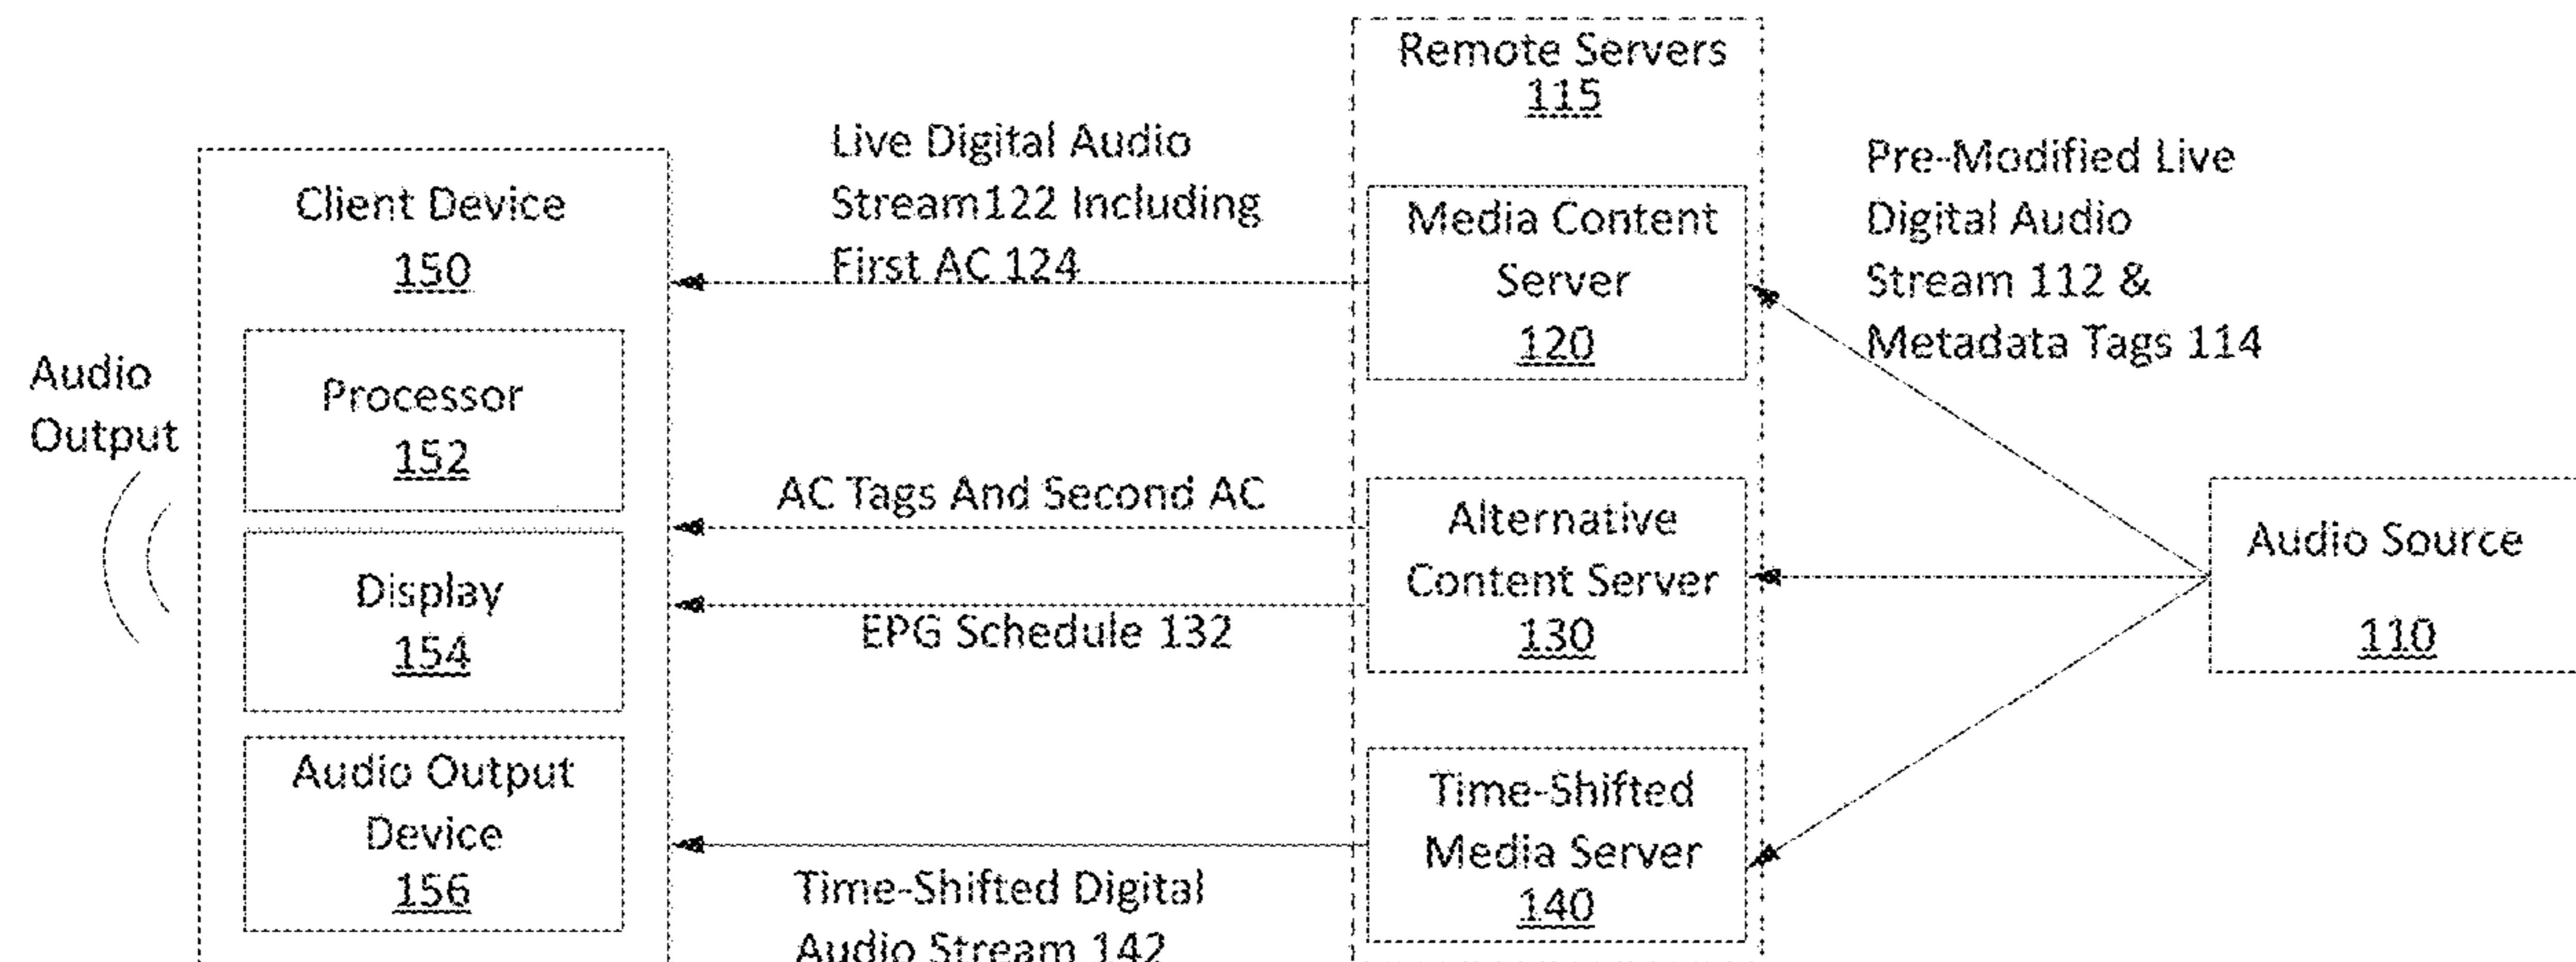 Remote Servers
115
Live Digital Audio
Stream122 Including
First AC 124
Pre-Modified Live
Digital Audio
Stream 112 &
Metadata Tags 114
Client Device
150
Media Content
Server
120
Audio
Output
Processor
152
AC Tags And Second AC
Alternative
Content Server
130
Audio Source
110
Display
154
EPG Schedule 132
Audio Output
Device
156
Time-Shifted
Media Server
140
Time-Shifted Digital
Audio Stream 142